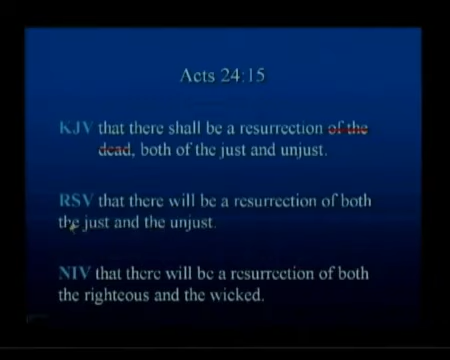 Acts 24:15
KJV that there shall be a resurrection of the
dead, both of the just and unjust.
RSV that there will be a resurrection of both
the just and the unjust.
NIV that there will be a resurrection of both
the righteous and the wicked.